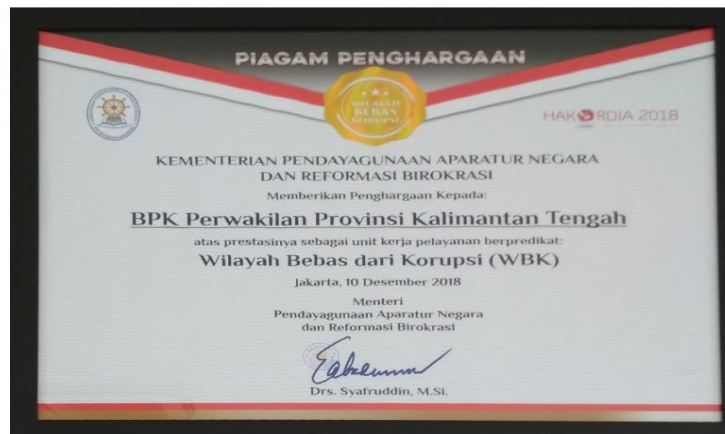 PIAGAM PENGHARGAAN
WILAYAH
BEBAS
KORUPSI
HAKORDIA 2018
KEMENTERIAN PENDAYAGUNAAN APARATUR NEGARA
DAN REFORMASI BIROKRASI
Memberikan Penghargaan Kepada:
BPK Perwakilan Provinsi Kalimantan Tengah
atas prestasinya sebagai unit kerja pelayanan berpredikat:
Wilayah Bebas dari Korupsi (WBK)
Jakarta, 10 Desember 2018
Menteri
Pendayagunaan Aparatur Negara
dan Reformasi Birokrasi
Drs. Syafruddin, M.Si.